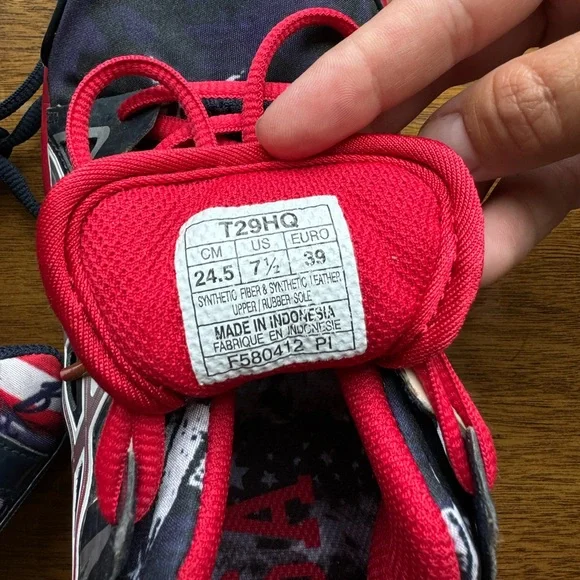 T29HQ
CM US EURO
24.5 7½ 39
SYNTHETIC FIBER & SYNTHETIC LEATHER
UPPER / RUBBER SOLE
MADE IN INDONESIA
FABRIQUE EN INDONESIE
F580412 PI